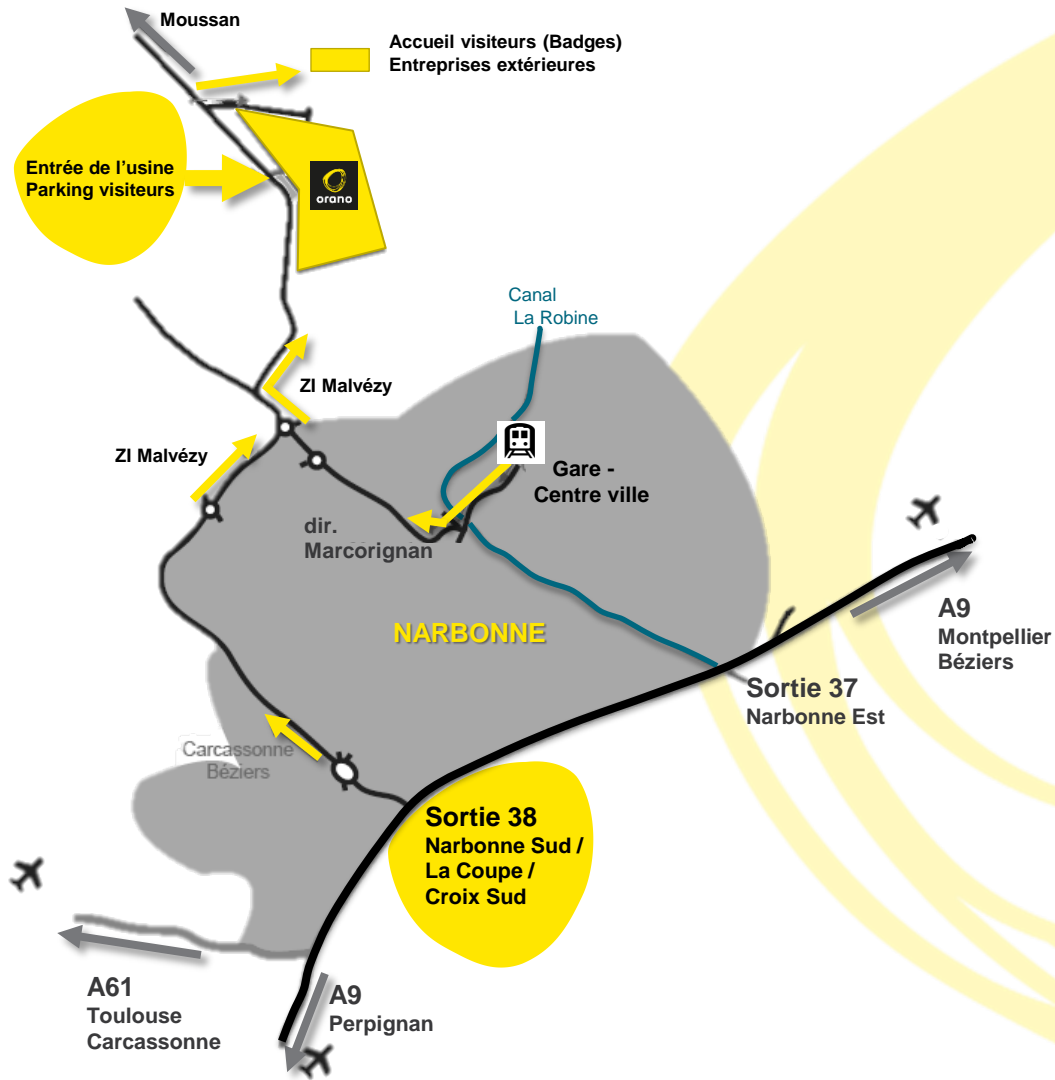 Moussan
Accueil visiteurs (Badges)
Entreprises extérieures
Entrée de l'usine
Parking visiteurs
orano
Canal
La Robine
ZI Malvézy
ZI Malvézy
Gare -
Centre ville
dir.
Marcorignan
NARBONNE
A9
Montpellier
Béziers
Sortie 37
Narbonne Est
Carcassonne
Béziers
Sortie 38
Narbonne Sud /
La Coupe /
Croix Sud
A61
Toulouse
Carcassonne
A9
Perpignan